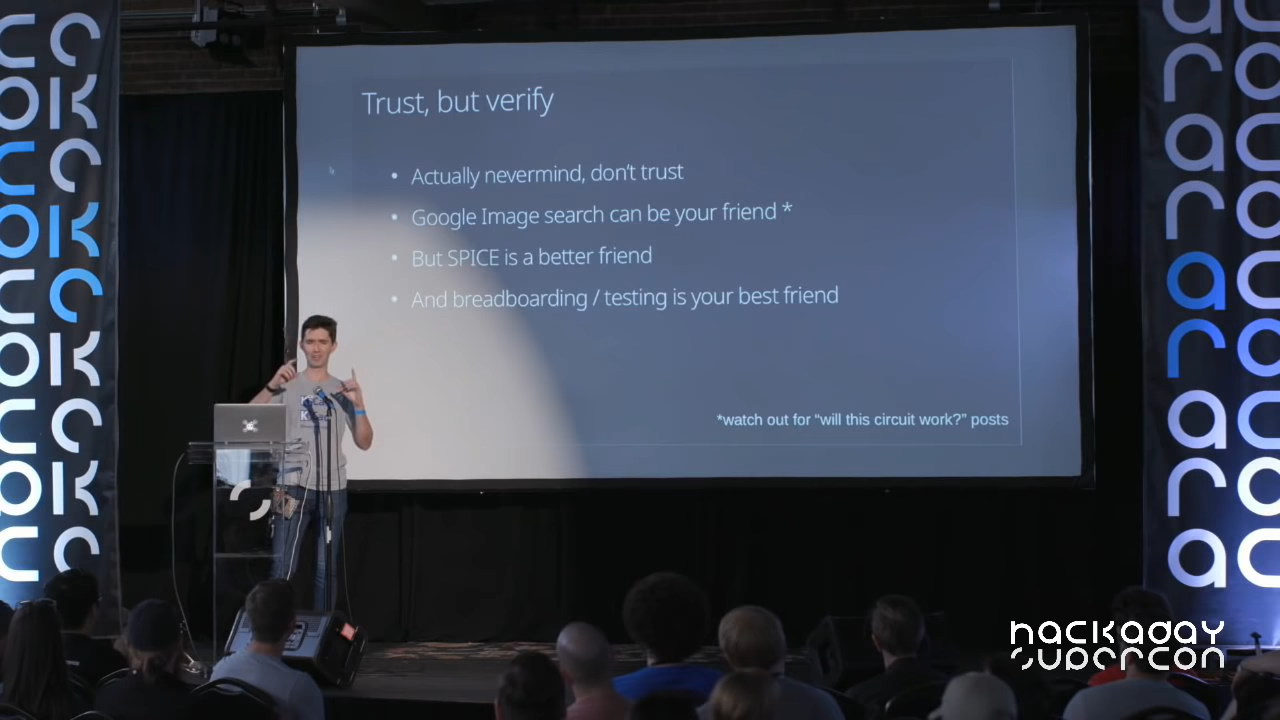 Trust, but verify
• Actually nevermind, don't trust
• Google Image search can be your friend *
• But SPICE is a better friend
• And breadboarding / testing is your best friend
*watch out for “will this circuit work?” posts
hackaday
supercon